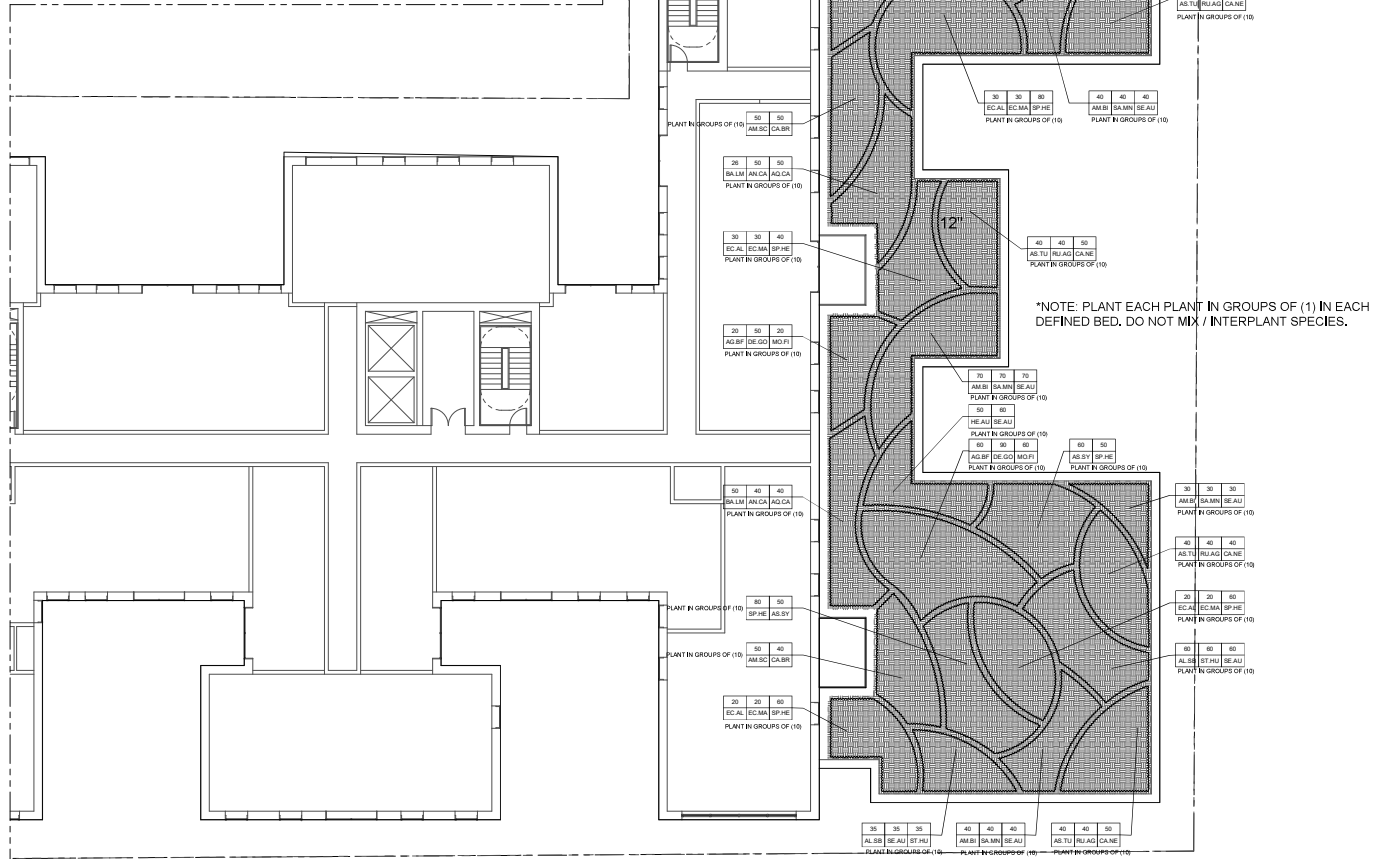 AS.TU RU.AG CA.NE
PLANT IN GROUPS OF (10)
30 30 80
EC.AL EC.MA SP.HE
PLANT IN GROUPS OF (10)
40 40 40
AM.BI SA.MN SE.AU
PLANT IN GROUPS OF (10)
50 50
PLANT IN GROUPS OF (10) AM.SC CA.BR
26 50 50
BA.LM AN.CA AQ.CA
PLANT IN GROUPS OF (10)
12"
30 30 40
EC.AL EC.MA SP.HE
PLANT IN GROUPS OF (10)
40 40 50
AS.TU RU.AG CA.NE
PLANT IN GROUPS OF (10)
*NOTE: PLANT EACH PLANT IN GROUPS OF (1) IN EACH
DEFINED BED. DO NOT MIX / INTERPLANT SPECIES.
20 50 20
AG.BF DE.GO MO.FI
PLANT IN GROUPS OF (10)
70 70 70
AM.BI SA.MN SE.AU
PLANT IN GROUPS OF (10)
50 60
HE.AU SE.AU
PLANT IN GROUPS OF (10)
60 90 60
AG.BF DE.GO MO.FI
PLANT IN GROUPS OF (10)
60 50
AS.SY SP.HE
PLANT IN GROUPS OF (10)
50 40 40
BA.LM AN.CA AQ.CA
PLANT IN GROUPS OF (10)
30 30 30
AM.BI SA.MN SE.AU
PLANT IN GROUPS OF (10)
40 40 40
AS.TU RU.AG CA.NE
PLANT IN GROUPS OF (10)
80 50
PLANT IN GROUPS OF (10) SP.HE AS.SY
20 20 60
EC.AL EC.MA SP.HE
PLANT IN GROUPS OF (10)
50 40
PLANT IN GROUPS OF (10) AM.SC CA.BR
60 60 60
AL.SB ST.HU SE.AU
PLANT IN GROUPS OF (10)
20 20 60
EC.AL EC.MA SP.HE
PLANT IN GROUPS OF (10)
35 35 35
AL.SB SE.AU ST.HU
PLANT IN GROUPS OF (10)
40 40 40
AM.BI SA.MN SE.AU
PLANT IN GROUPS OF (10)
40 40 50
AS.TU RU.AG CA.NE
PLANT IN GROUPS OF (10)